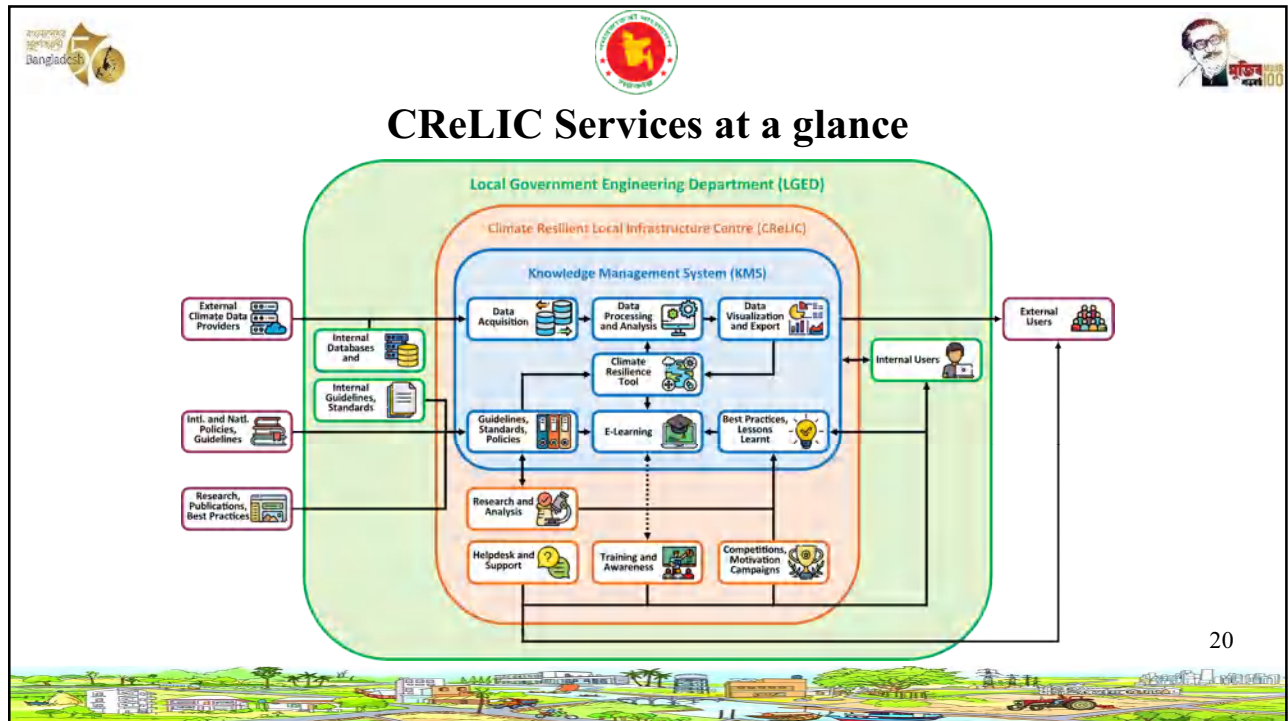 Bangladesh
50
মুজিব
100
CReLIC Services at a glance
Local Government Engineering Department (LGED)
Climate Resilient Local Infrastructure Centre (CReLIC)
Knowledge Management System (KMS)
External
Climate Data
Providers
Internal
Databases
and
Data
Acquisition
Data
Processing
and Analysis
Data
Visualization
and Export
External
Users
Internal Users
Climate
Resilience
Tool
Internal
Guidelines,
Standards
Intl. and Natl.
Policies,
Guidelines
Guidelines,
Standards,
Policies
E-Learning
Best Practices,
Lessons
Learnt
Research,
Publications,
Best Practices
Research and
Analysis
Helpdesk and
Support
Training and
Awareness
Competitions,
Motivation
Campaigns
20